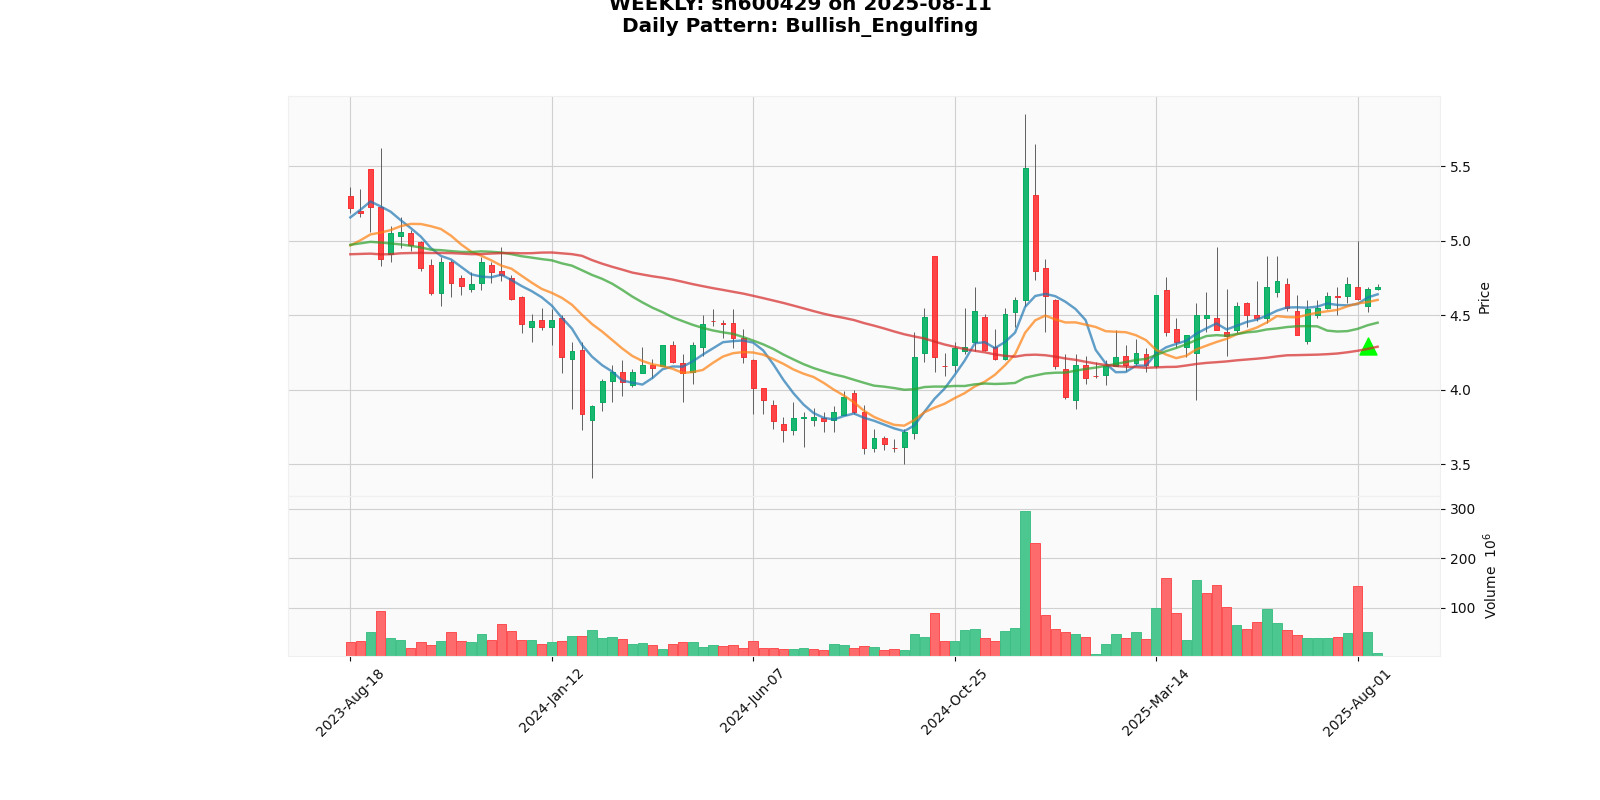 WEEKLY: sh600429 on 2025-08-11
Daily Pattern: Bullish_Engulfing
5.5
5.0
4.5
4.0
3.5
Price
300
200
100
Volume 10⁶
2023-Aug-18
2024-Jan-12
2024-Jun-07
2024-Oct-25
2025-Mar-14
2025-Aug-01